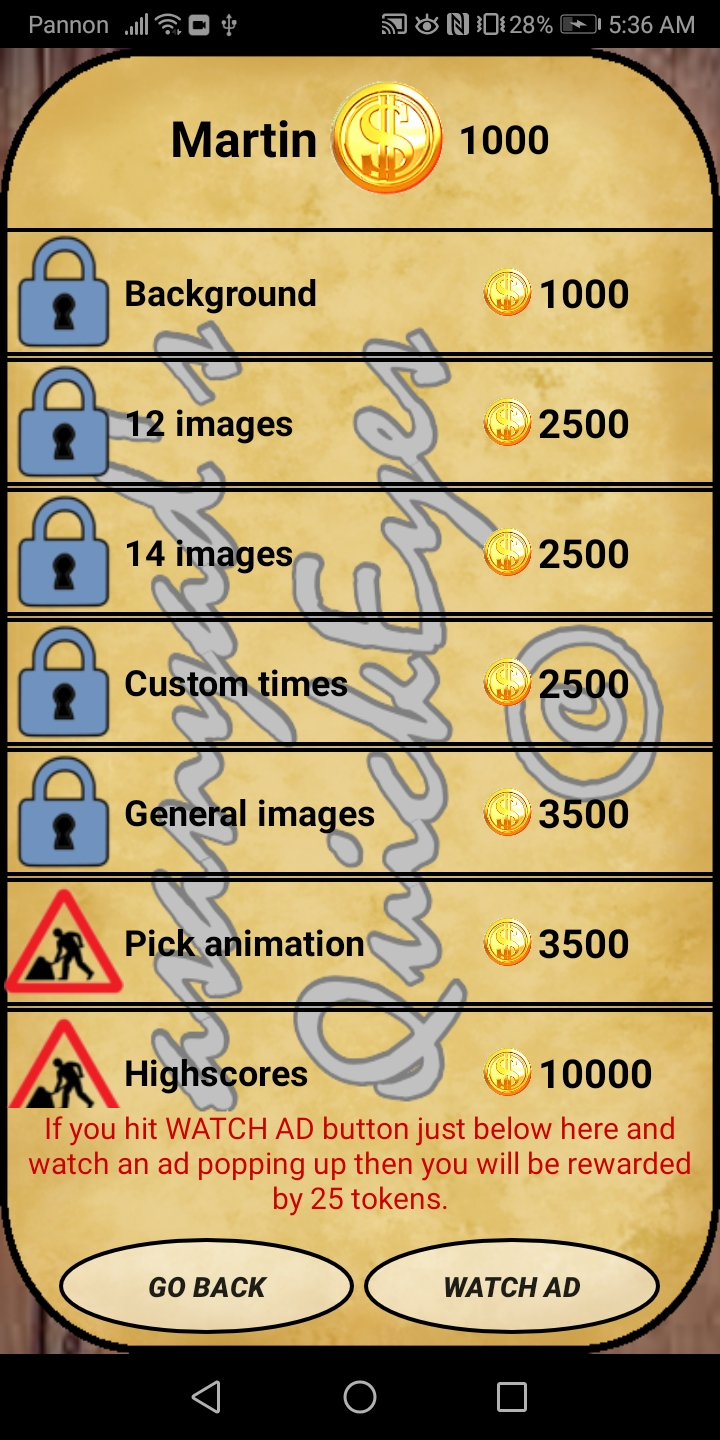 Pannon 28% 5:36 AM
Martin 1000
Background 1000
12 images 2500
14 images 2500
Custom times 2500
General images 3500
Pick animation 3500
Highscores 10000
If you hit WATCH AD button just below here and
watch an ad popping up then you will be rewarded
by 25 tokens.
GO BACK WATCH AD
QuickEyes ©